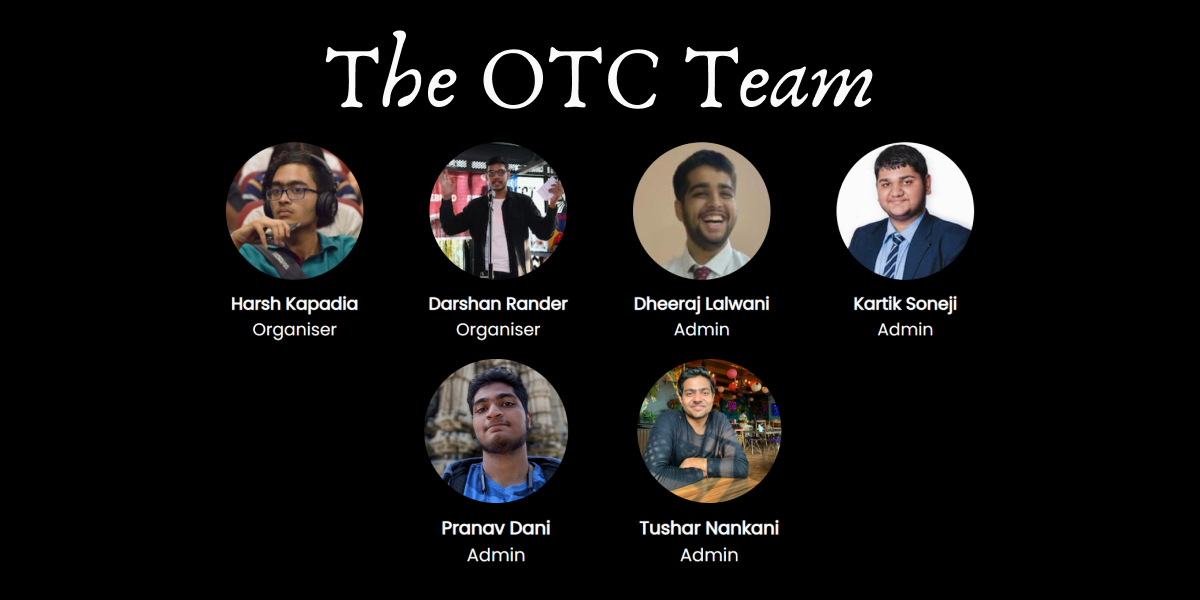 The OTC Team
Harsh Kapadia
Organiser
Darshan Rander
Organiser
Dheeraj Lalwani
Admin
Kartik Soneji
Admin
Pranav Dani
Admin
Tushar Nankani
Admin